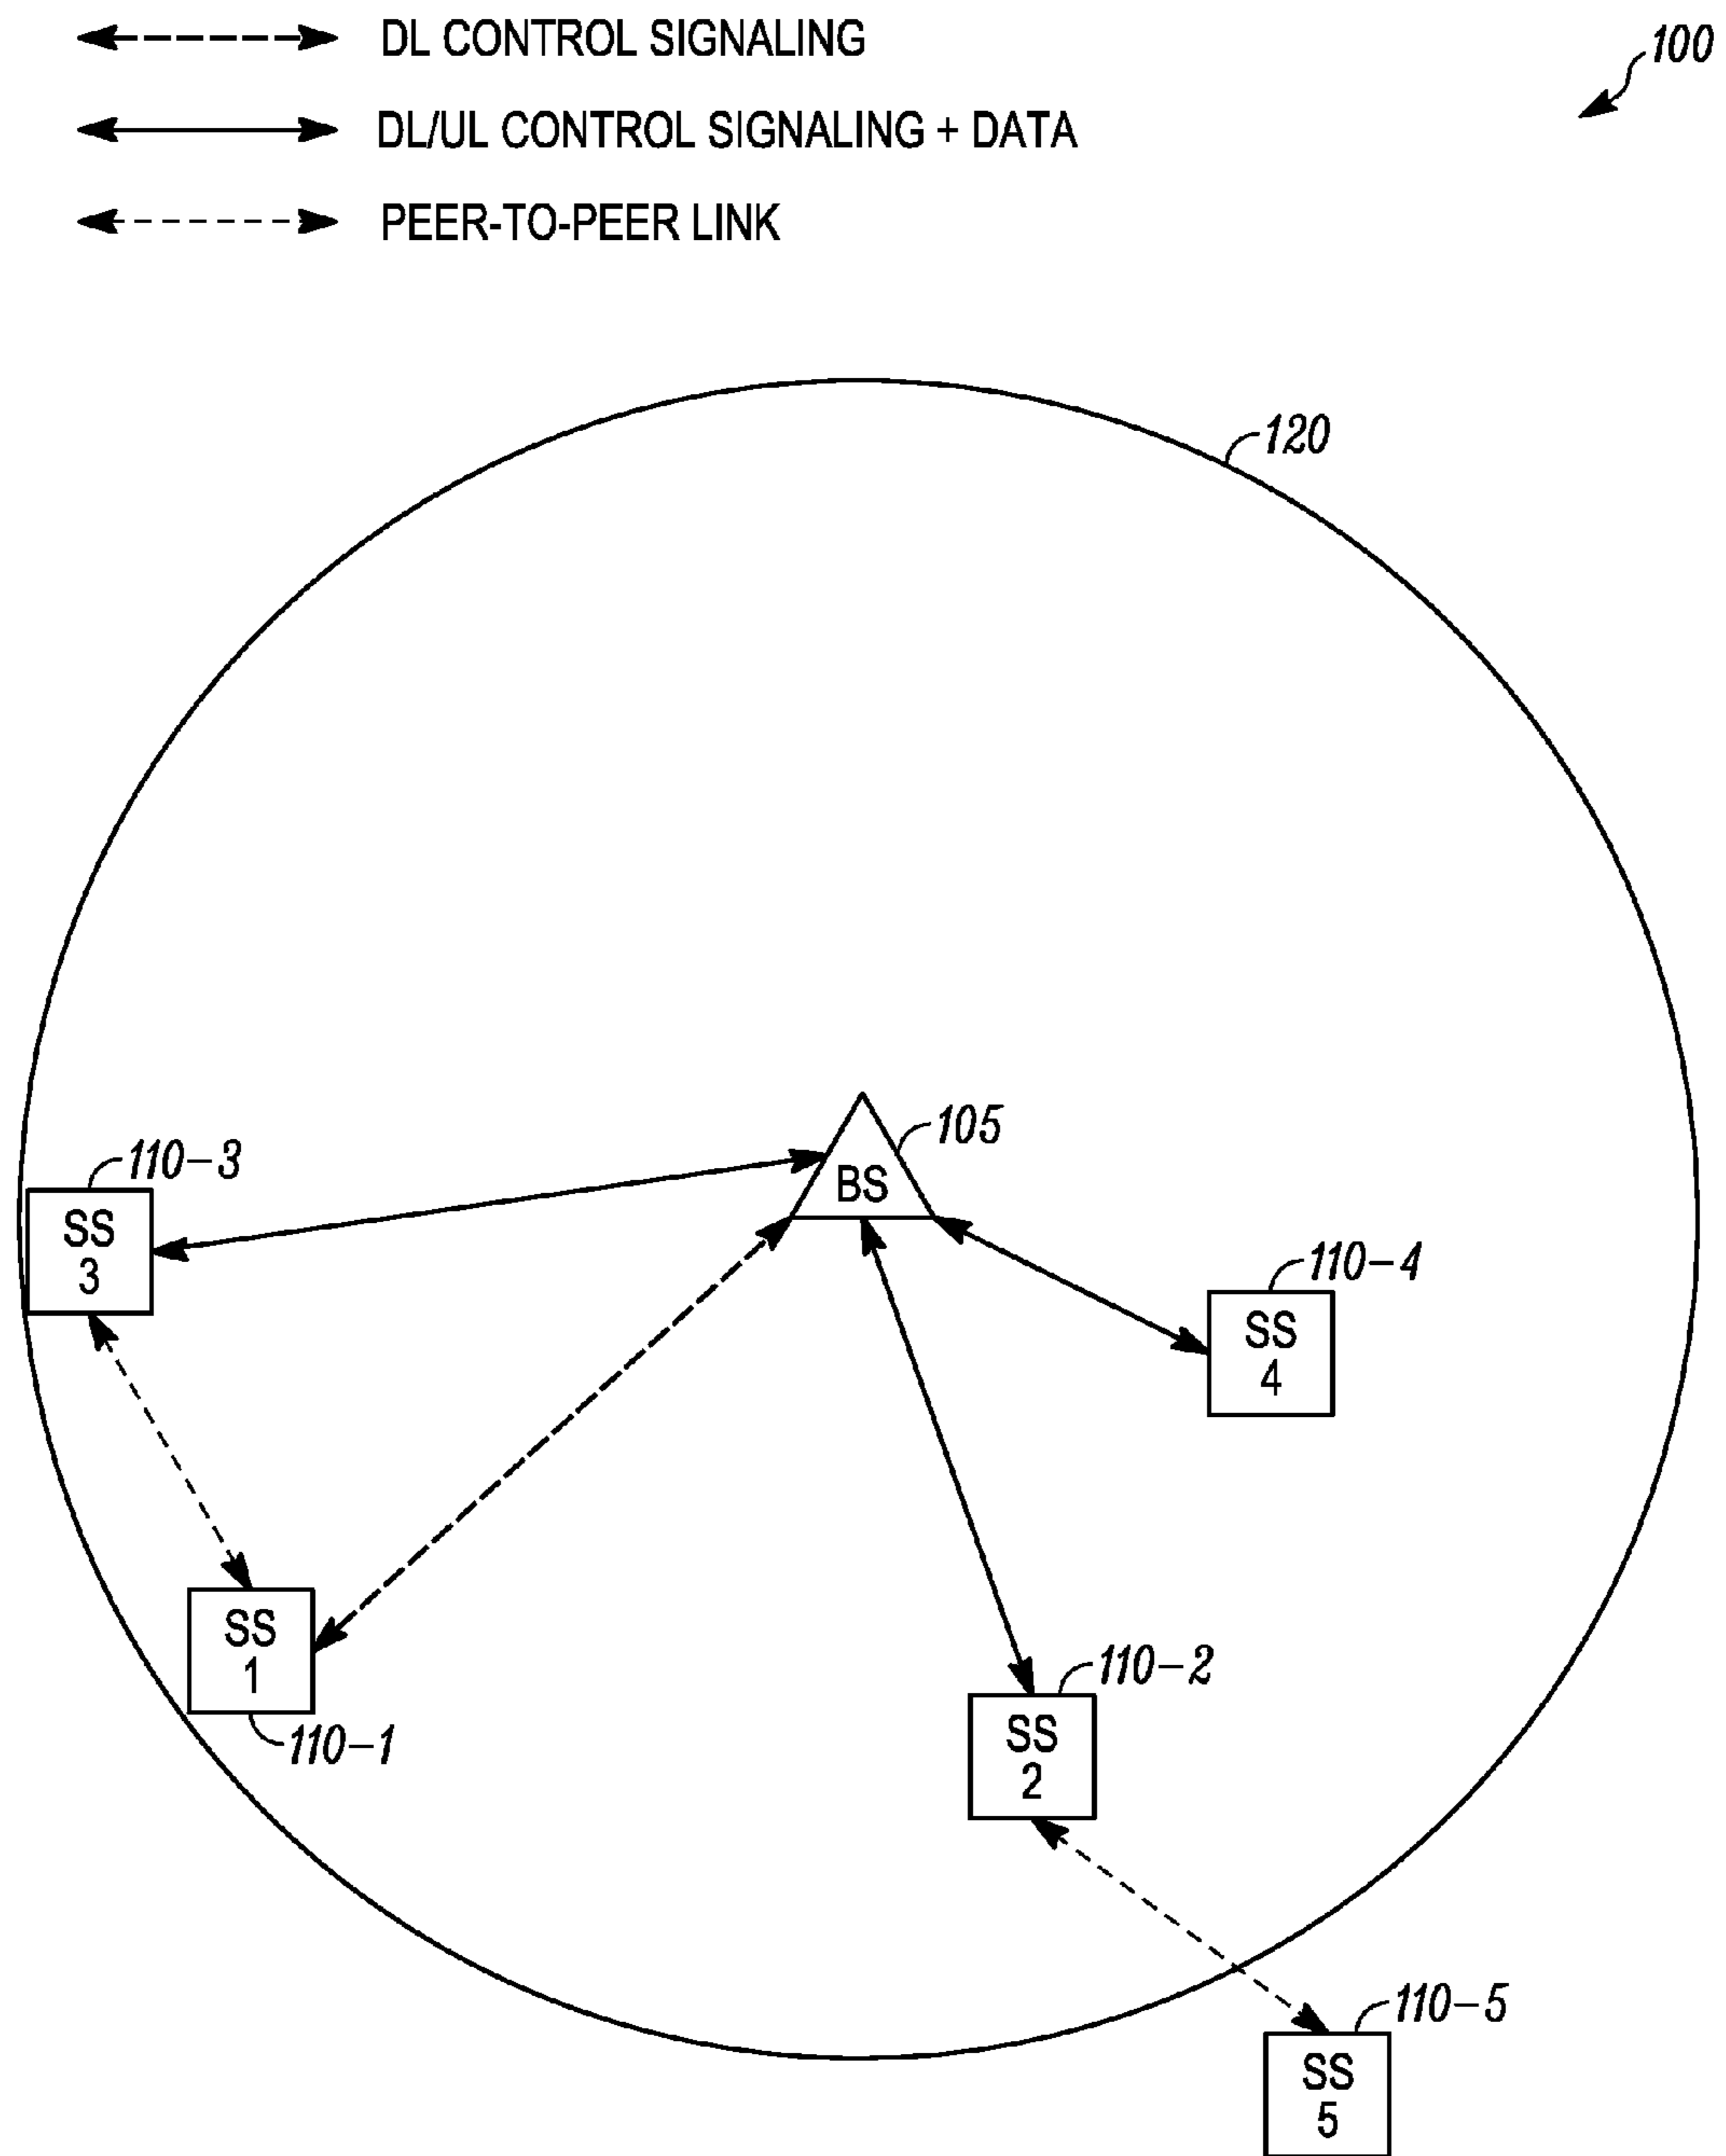 DL CONTROL SIGNALING
100
DL/UL CONTROL SIGNALING + DATA
PEER-TO-PEER LINK
120
105
BS
110-3
SS
3
110-4
SS
4
SS
1
110-1
110-2
SS
2
110-5
SS
5